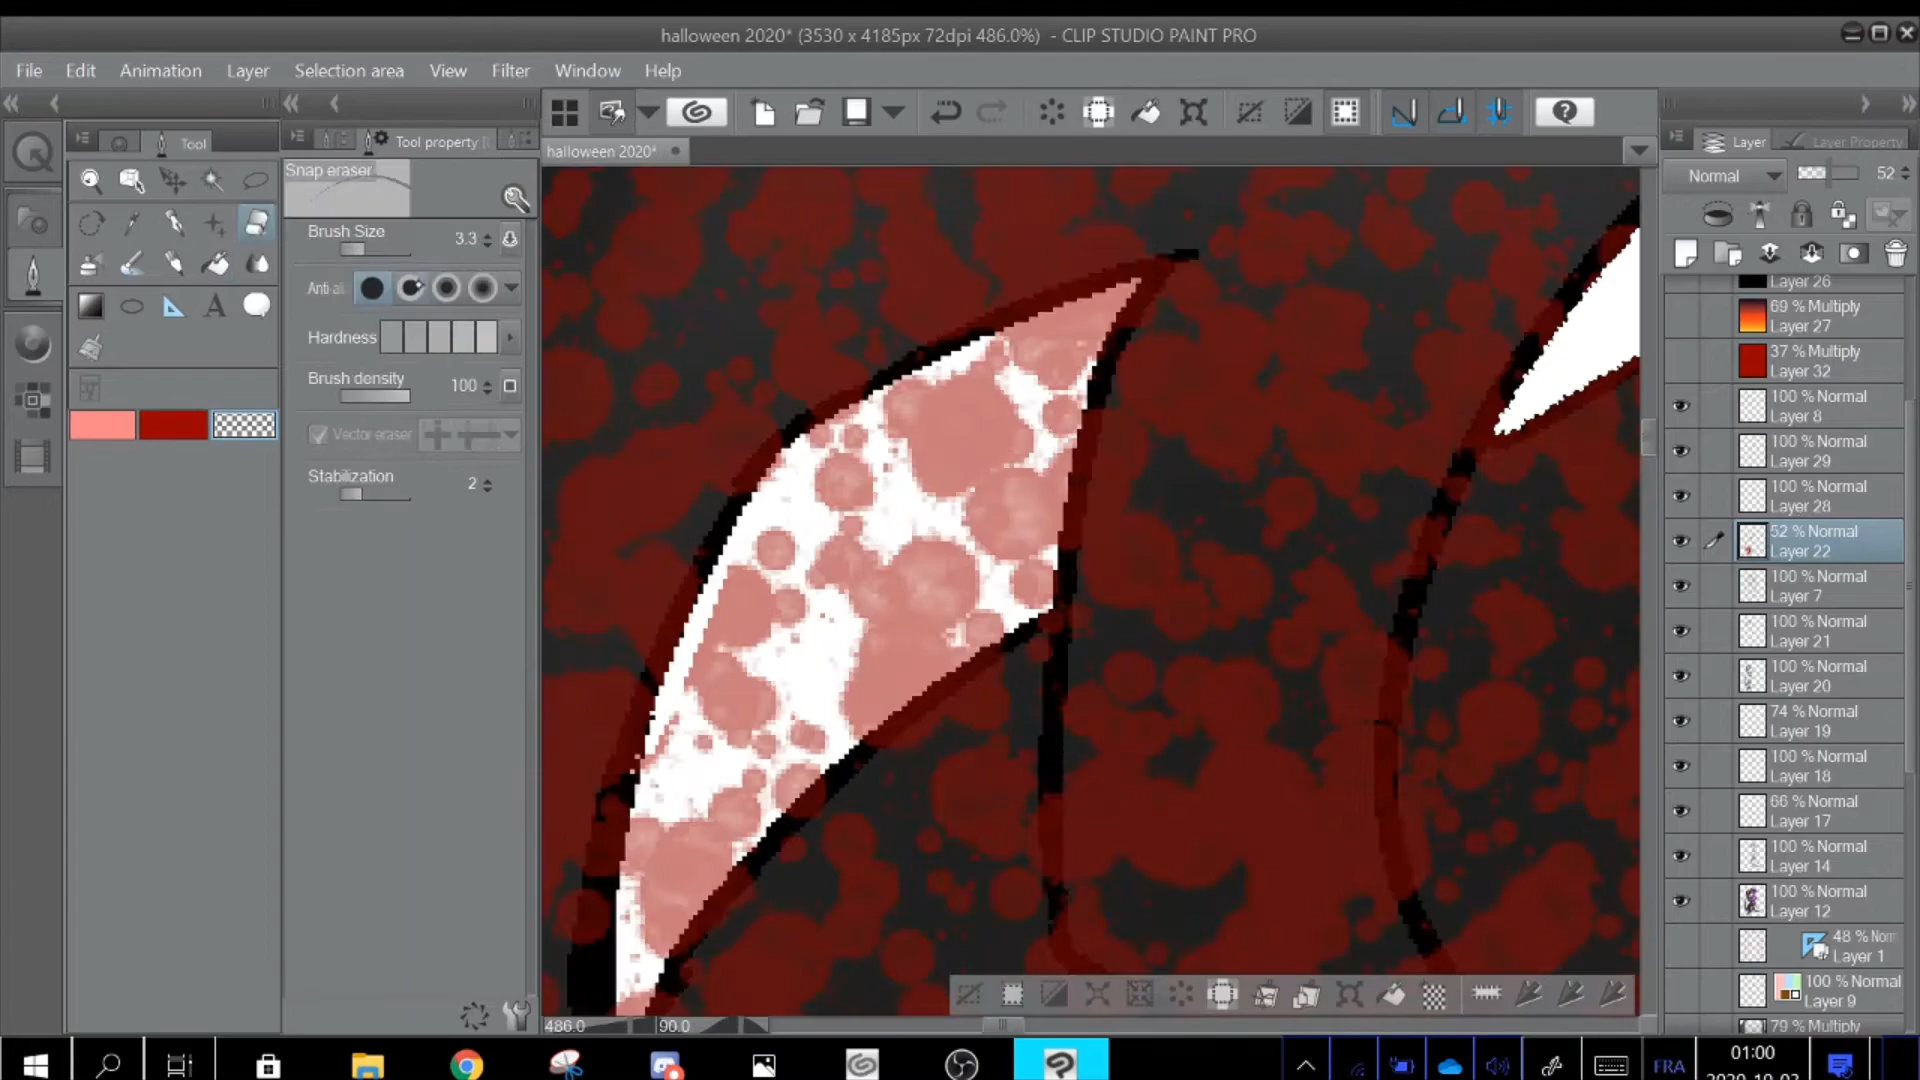 halloween 2020* (3530 x 4185px 72dpi 486.0%) - CLIP STUDIO PAINT PRO
File Edit Animation Layer Selection area View Filter Window Help
Tool
Tool property
halloween 2020*
Layer
Layer Property
Snap eraser
Normal 52
Brush Size 3.3
Anti
Hardness
Brush density 100
Vector eraser
Stabilization 2
A
Layer 26
69 % Multiply
Layer 27
37 % Multiply
Layer 32
100 % Normal
Layer 8
100 % Normal
Layer 29
100 % Normal
Layer 28
52 % Normal
Layer 22
100 % Normal
Layer 7
100 % Normal
Layer 21
100 % Normal
Layer 20
74 % Normal
Layer 19
100 % Normal
Layer 18
66 % Normal
Layer 17
100 % Normal
Layer 14
100 % Normal
Layer 12
48 % Norm
Layer 1
100 % Normal
Layer 9
79 % Multiply
486.0 90.0
FRA
01:00